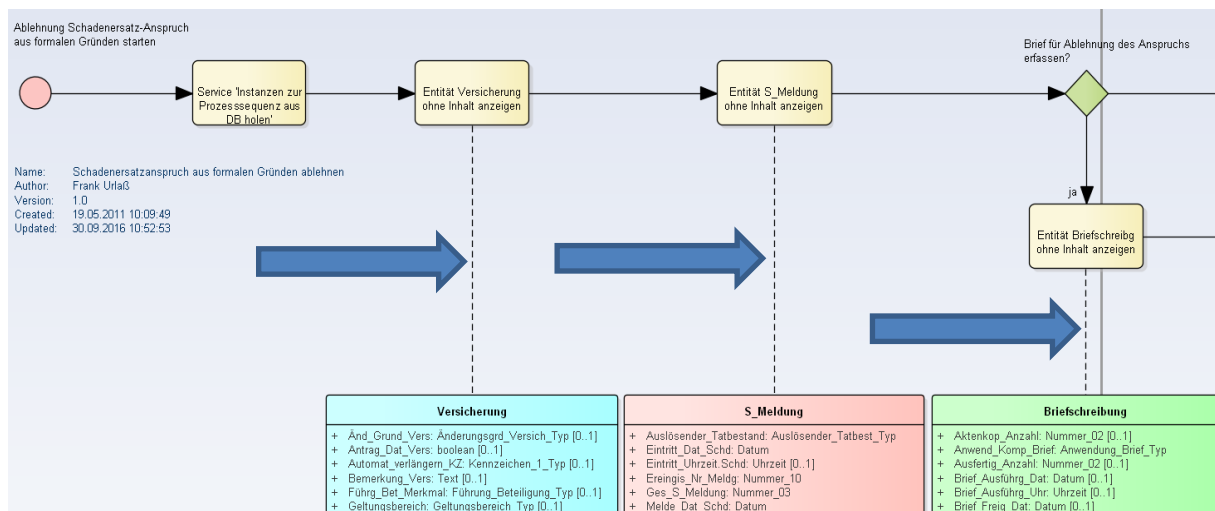 Ablehnung Schadenersatz-Anspruch
aus formalen Gründen starten
Service 'Instanzen zur
Prozesssequenz aus
DB holen'
Entität Versicherung
ohne Inhalt anzeigen
Entität S_Meldung
ohne Inhalt anzeigen
Brief für Ablehnung des Anspruchs
erfassen?
ja
Entität Briefschreibg
ohne Inhalt anzeigen
Name: Schadenersatzanspruch aus formalen Gründen ablehnen
Author: Frank Urlaß
Version: 1.0
Created: 19.05.2011 10:09:49
Updated: 30.09.2016 10:52:53
Versicherung
+ Änd_Grund_Vers: Änderungsgrd_Versich_Typ [0..1]
+ Antrag_Dat_Vers: boolean [0..1]
+ Automat_verlängern_KZ: Kennzeichen_1_Typ [0..1]
+ Bemerkung_Vers: Text [0..1]
+ Führg_Bet_Merkmal: Führung_Beteiligung_Typ [0..1]
+ Geltungsbereich: Geltungsbereich_Typ [0..1]
S_Meldung
+ Auslösender_Tatbestand: Auslösender_Tatbest_Typ
+ Eintritt_Dat_Schd: Datum
+ Eintritt_Uhrzeit.Schd: Uhrzeit [0..1]
+ Ereingis_Nr_Meldg: Nummer_10
+ Ges_S_Meldung: Nummer_03
+ Melde_Dat_Schd: Datum
Briefschreibung
+ Aktenkop_Anzahl: Nummer_02 [0..1]
+ Anwend_Komp_Brief: Anwendung_Brief_Typ
+ Ausfertig_Anzahl: Nummer_02 [0..1]
+ Brief_Ausführg_Dat: Datum [0..1]
+ Brief_Ausführg_Uhr: Uhrzeit [0..1]
+ Brief_Freig_Dat: Datum [0..1]